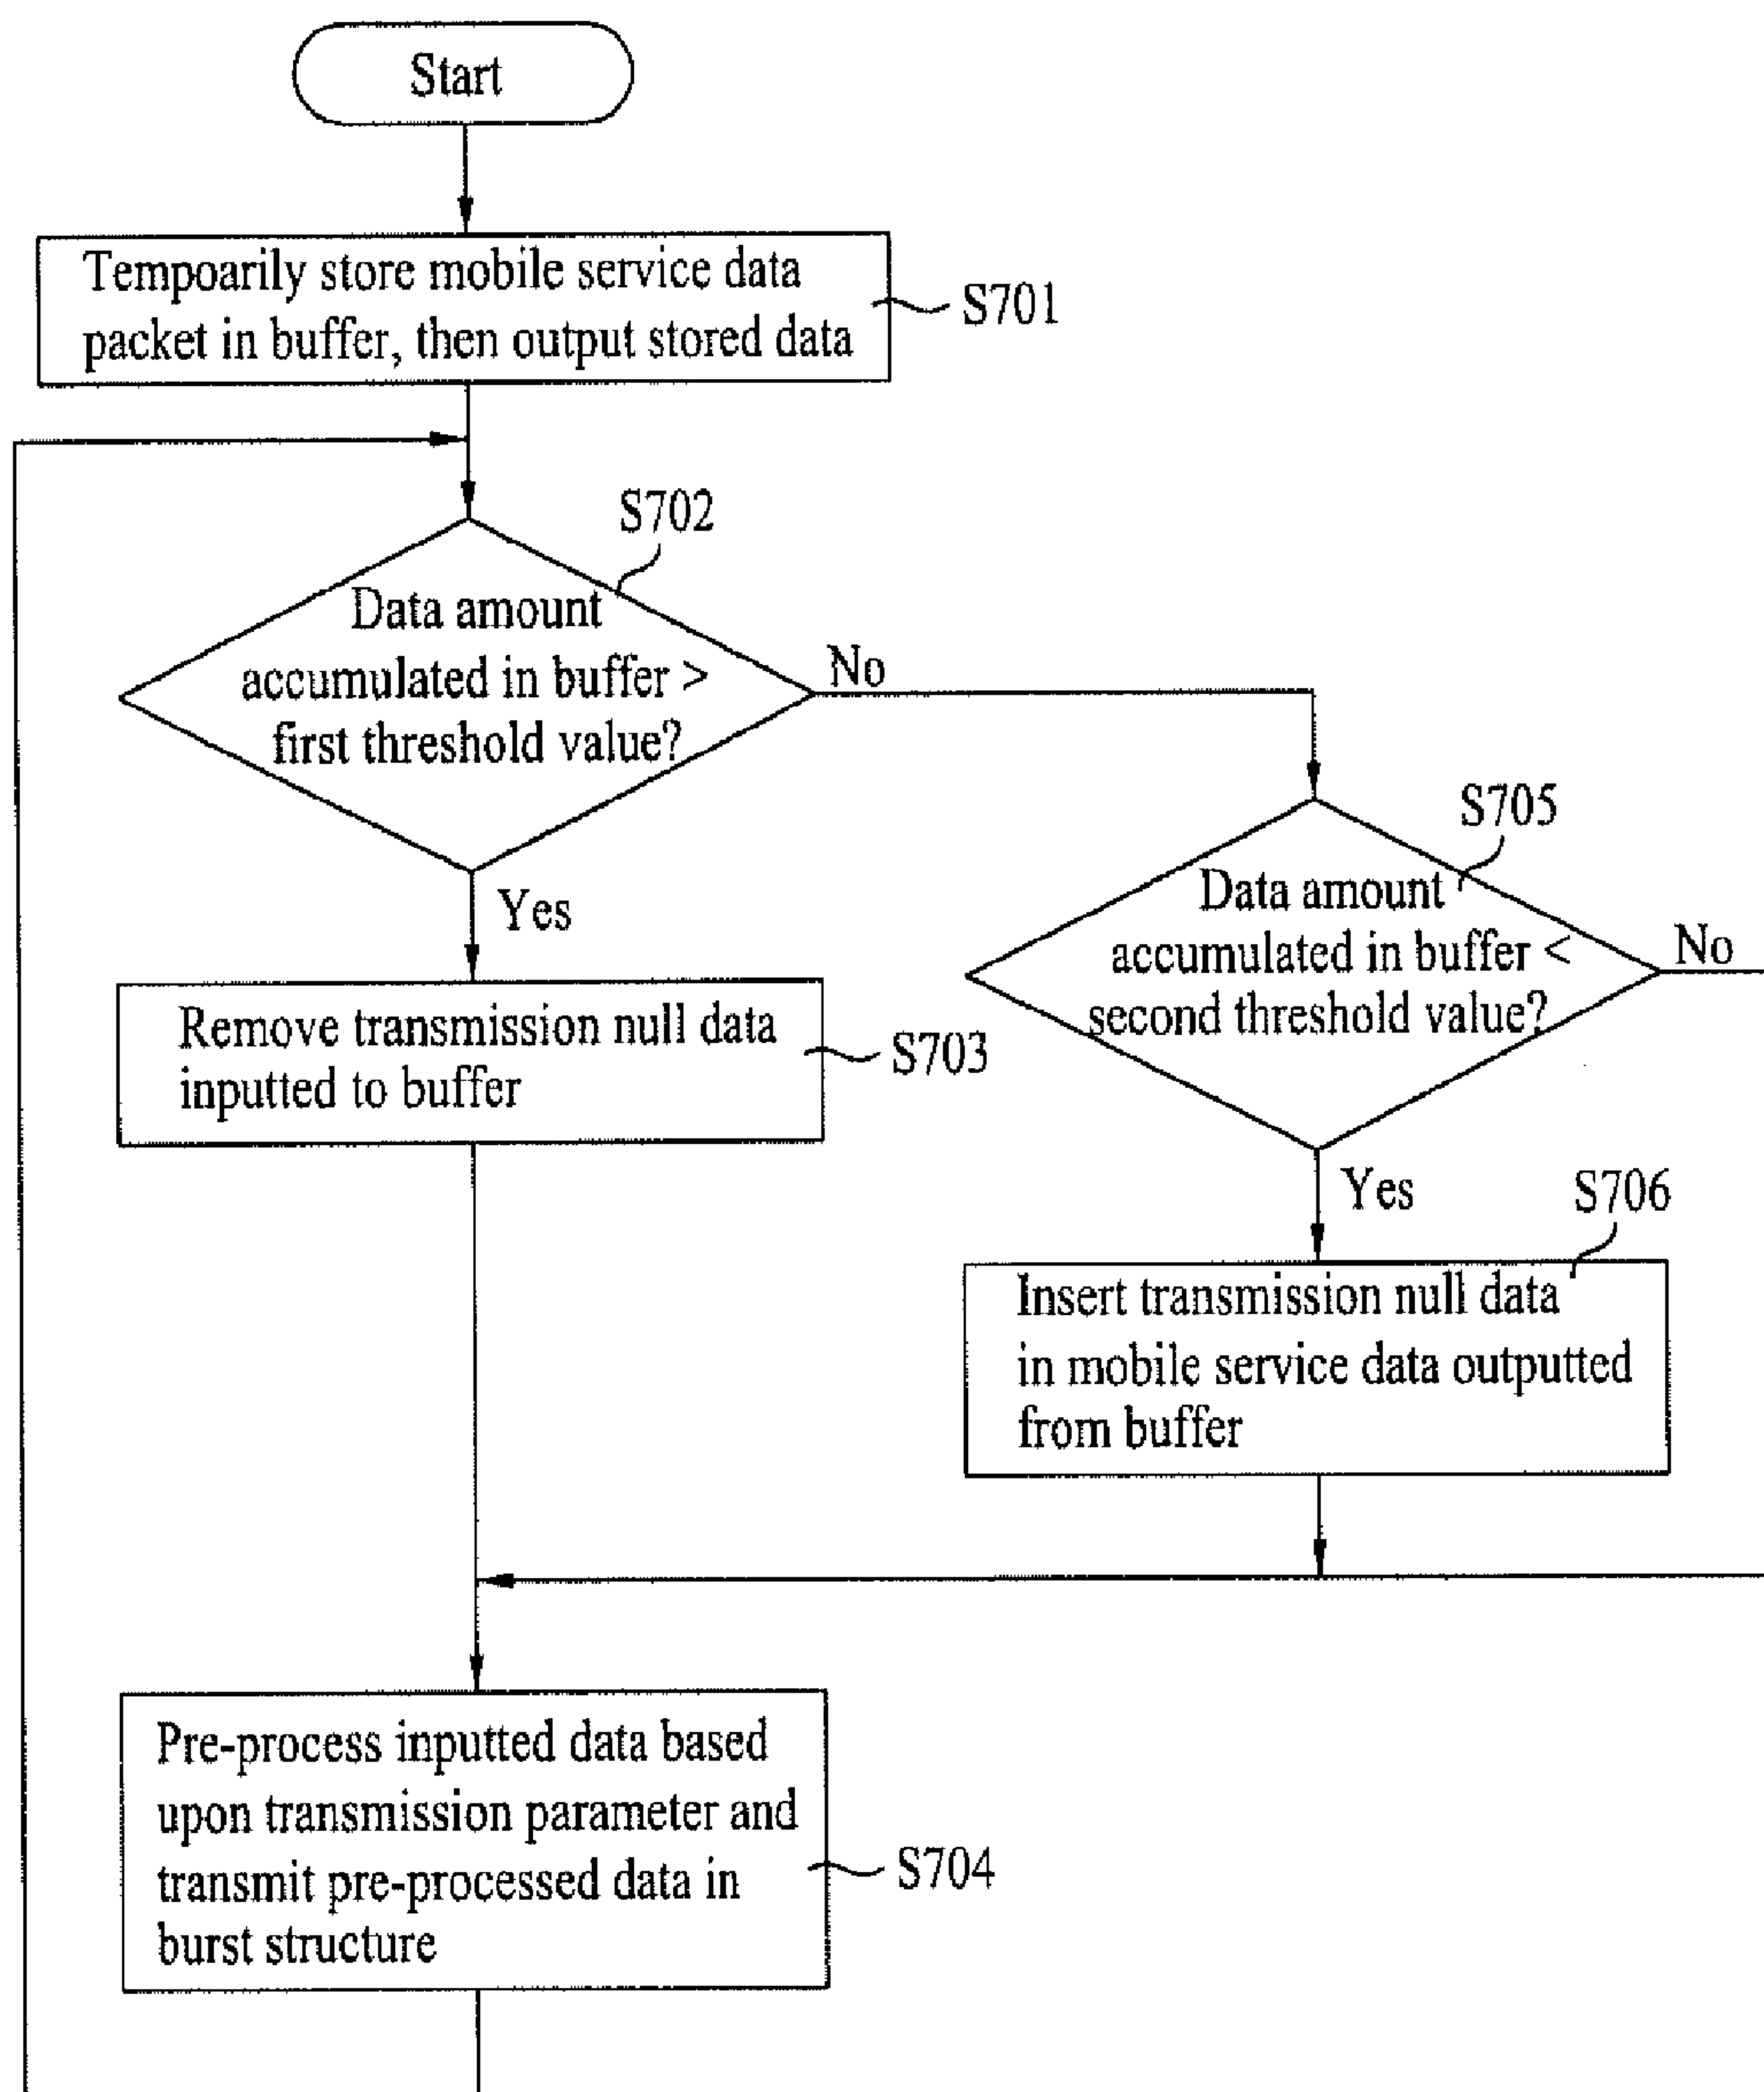 Start
Tempoarily store mobile service data
packet in buffer, then output stored data
S701
S702
Data amount
accumulated in buffer >
first threshold value?
No
Yes
S705
Data amount
accumulated in buffer <
second threshold value?
No
Remove transmission null data
inputted to buffer
S703
Yes
S706
Insert transmission null data
in mobile service data outputted
from buffer
Pre-process inputted data based
upon transmission parameter and
transmit pre-processed data in
burst structure
S704